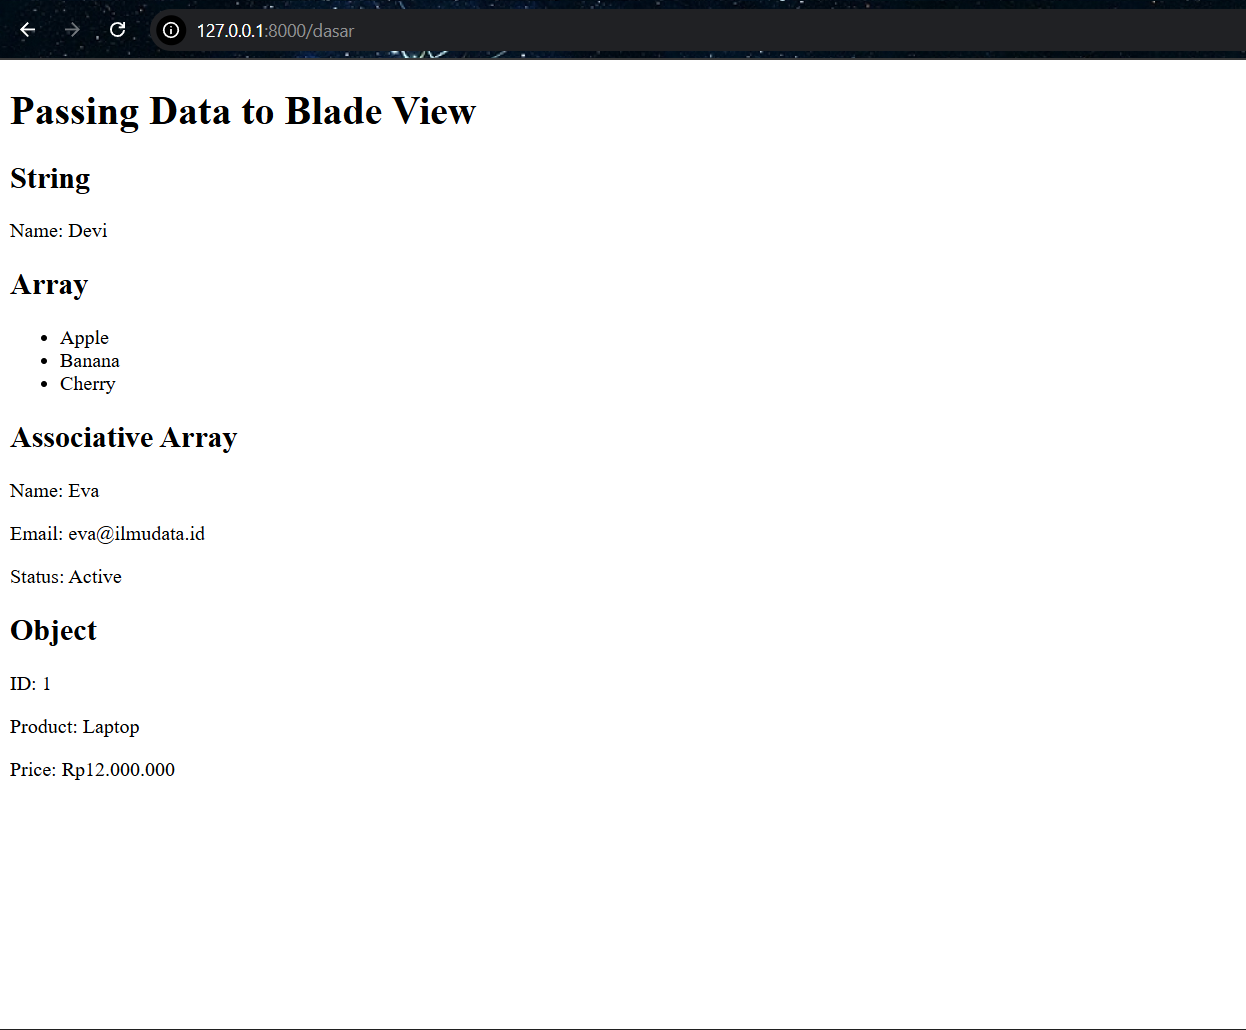 127.0.0.1:8000/dasar
Passing Data to Blade View
String
Name: Devi
Array
Apple
Banana
Cherry
Associative Array
Name: Eva
Email: eva@ilmudata.id
Status: Active
Object
ID: 1
Product: Laptop
Price: Rp12.000.000